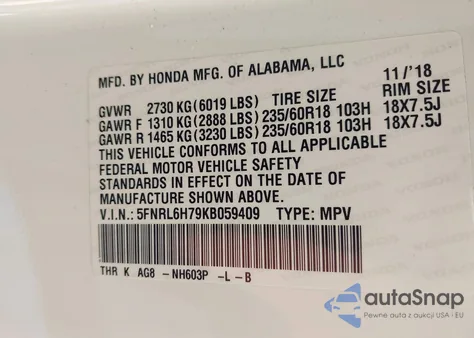 MFD. BY HONDA MFG. OF ALABAMA, LLC
11/'18
GVWR 2730 KG (6019 LBS) TIRE SIZE RIM SIZE
GAWR F 1310 KG (2888 LBS) 235/60R18 103H 18X7.5J
GAWR R 1465 KG (3230 LBS) 235/60R18 103H 18X7.5J
THIS VEHICLE CONFORMS TO ALL APPLICABLE
FEDERAL MOTOR VEHICLE SAFETY
STANDARDS IN EFFECT ON THE DATE OF
MANUFACTURE SHOWN ABOVE.
V.I.N.: 5FNRL6H79KB059409 TYPE: MPV
THR K AG8 -NH603P -L -B
autoSnap
Pewne auta z aukcji USA - EU